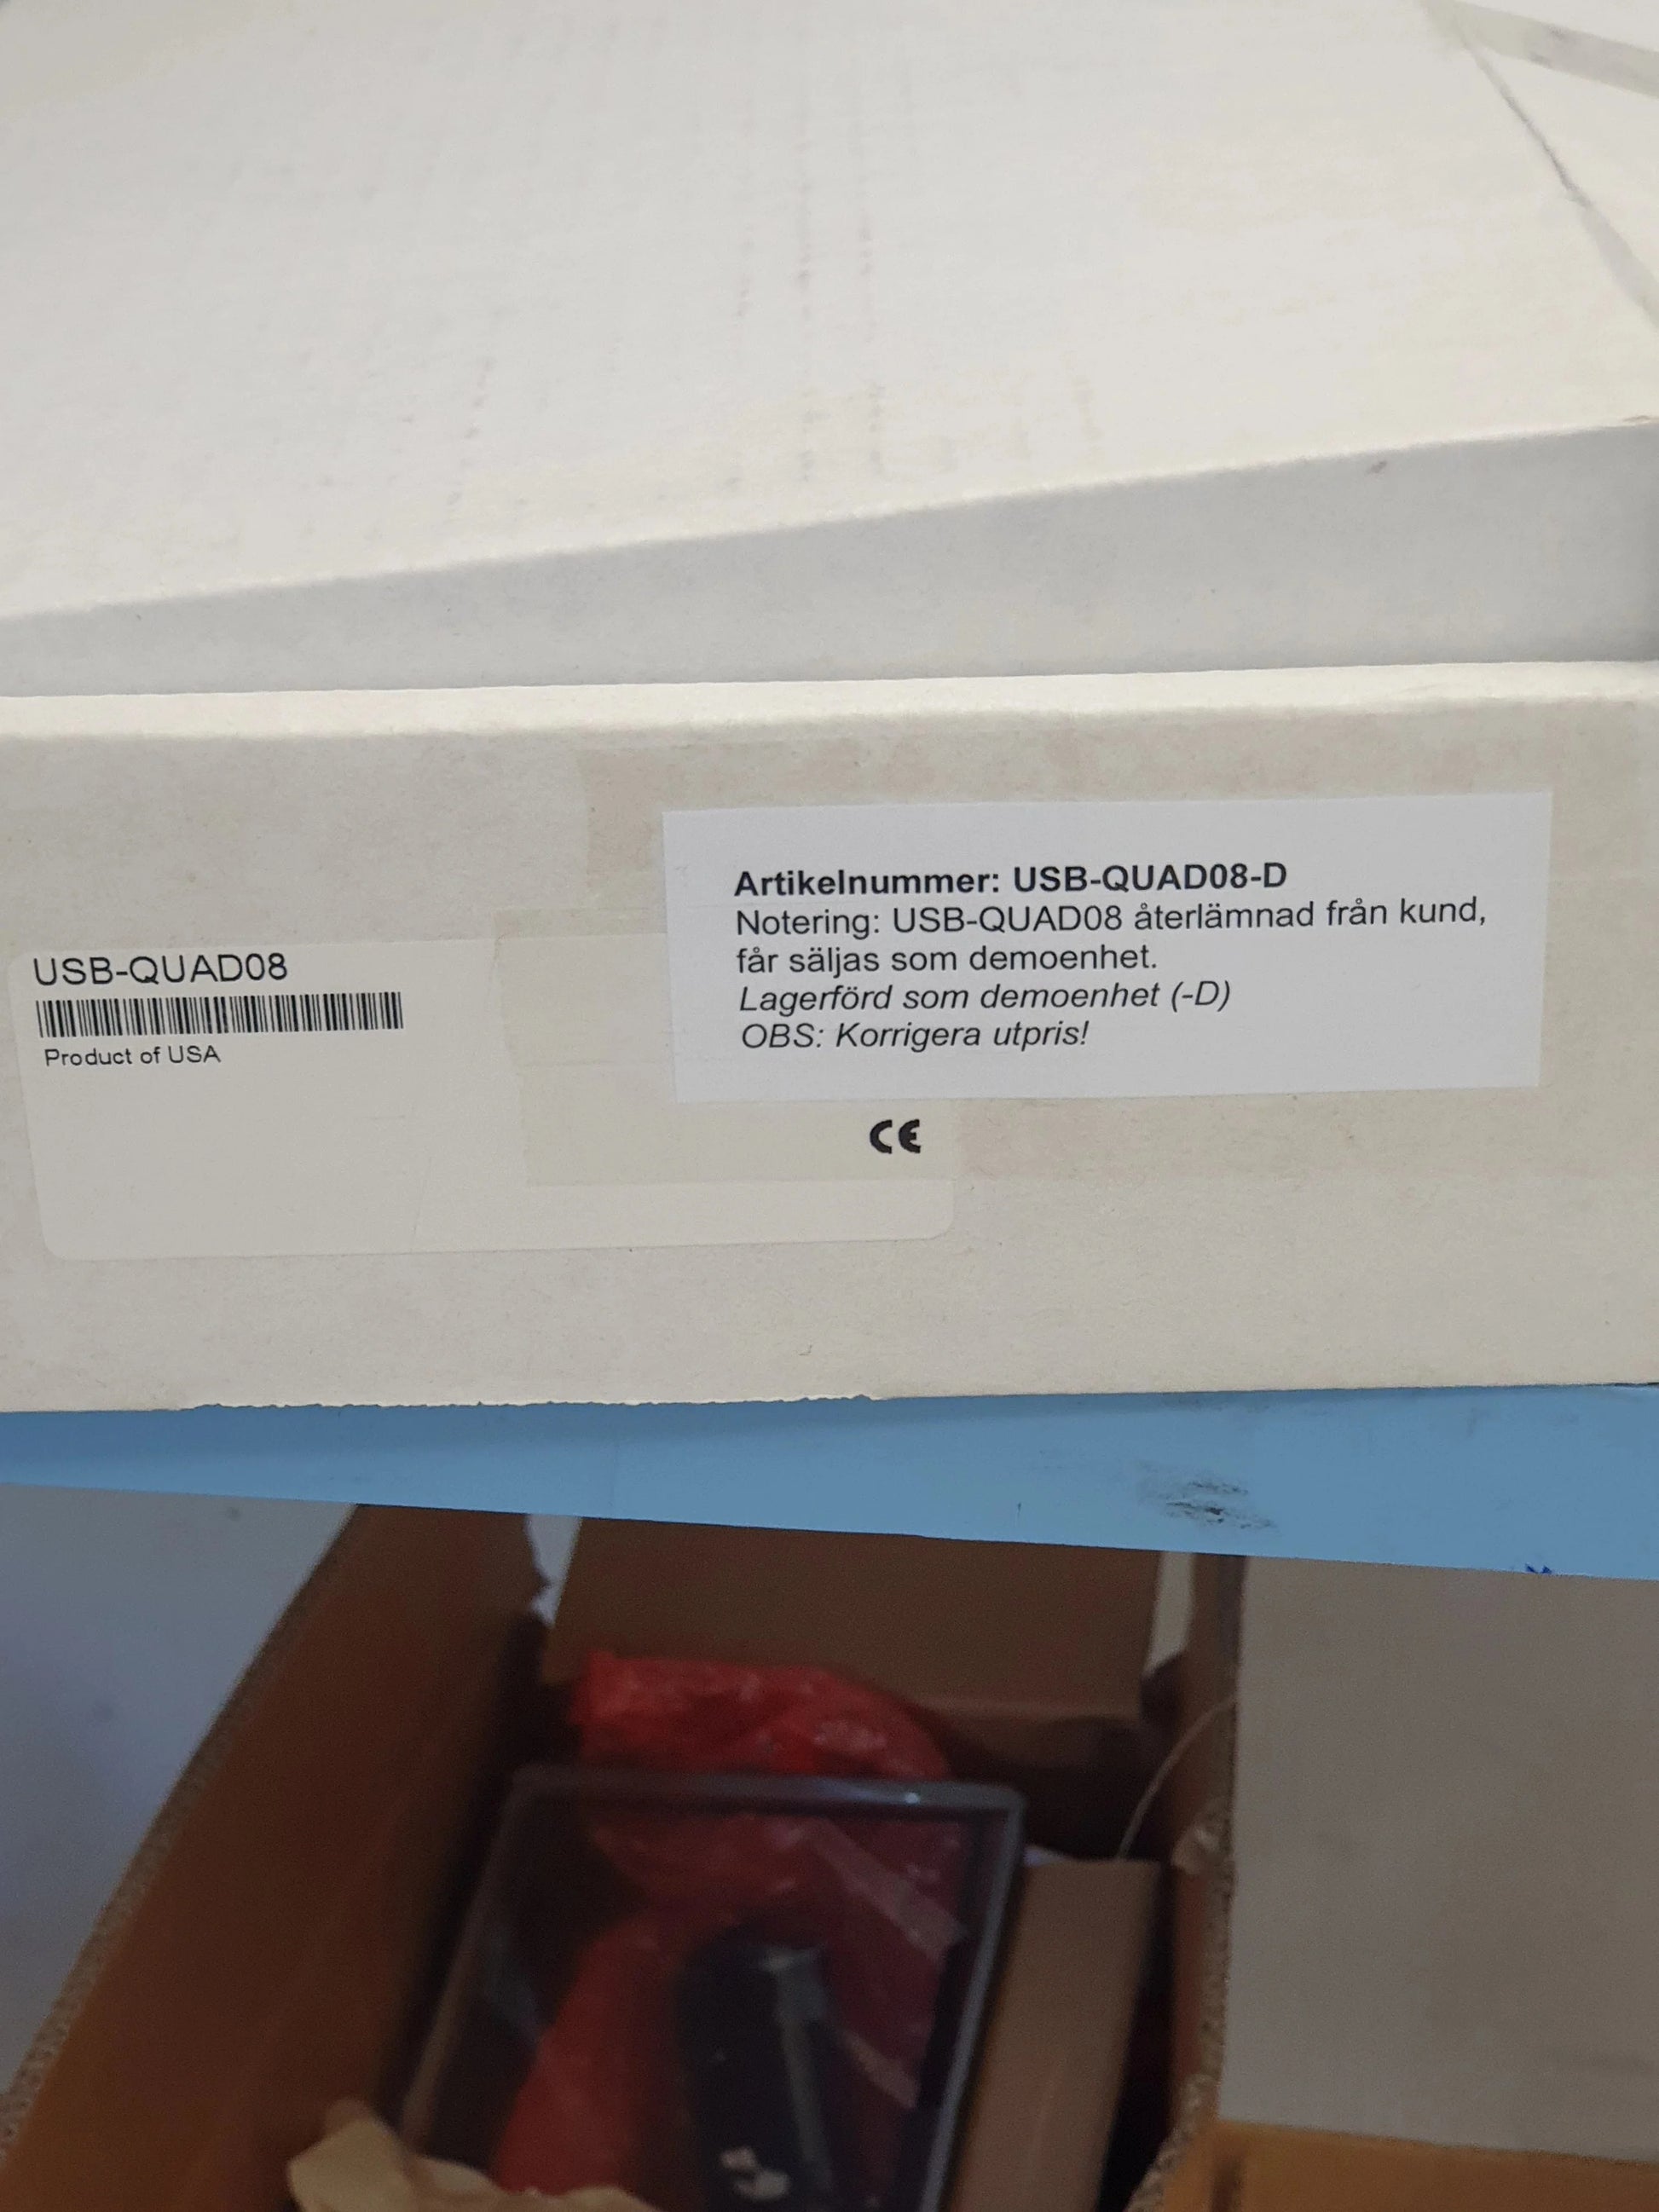 USB-QUAD08
Product of USA
Artikelnummer: USB-QUAD08-D
Notering: USB-QUAD08 återlämnad från kund,
får säljas som demoenhet.
Lagerförd som demoenhet (-D)
OBS: Korrigera utpris!
CE